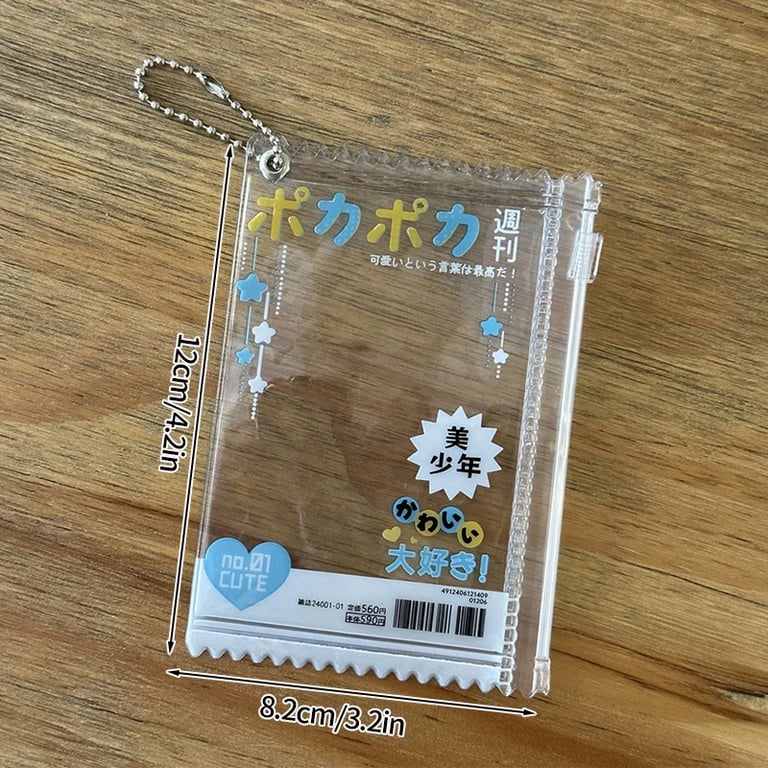 ポカポカ
週刊
可愛いという言葉は最高だ!
12cm/4.2in
美
少年
かわいい
大好き!
no.01
CUTE
4912406121409
01206
雑誌24001-01 定価560円
本体590円
8.2cm/3.2in